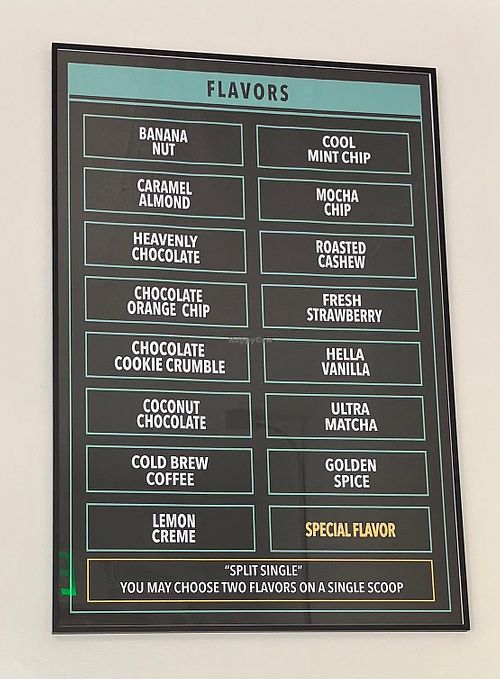 FLAVORS
BANANA
NUT
CARAMEL
ALMOND
HEAVENLY
CHOCOLATE
CHOCOLATE
ORANGE CHIP
CHOCOLATE
COOKIE CRUMBLE
COCONUT
CHOCOLATE
COLD BREW
COFFEE
LEMON
CREME
COOL
MINT CHIP
MOCHA
CHIP
ROASTED
CASHEW
FRESH
STRAWBERRY
HELLA
VANILLA
ULTRA
MATCHA
GOLDEN
SPICE
SPECIAL FLAVOR
"SPLIT SINGLE"
YOU MAY CHOOSE TWO FLAVORS ON A SINGLE SCOOP